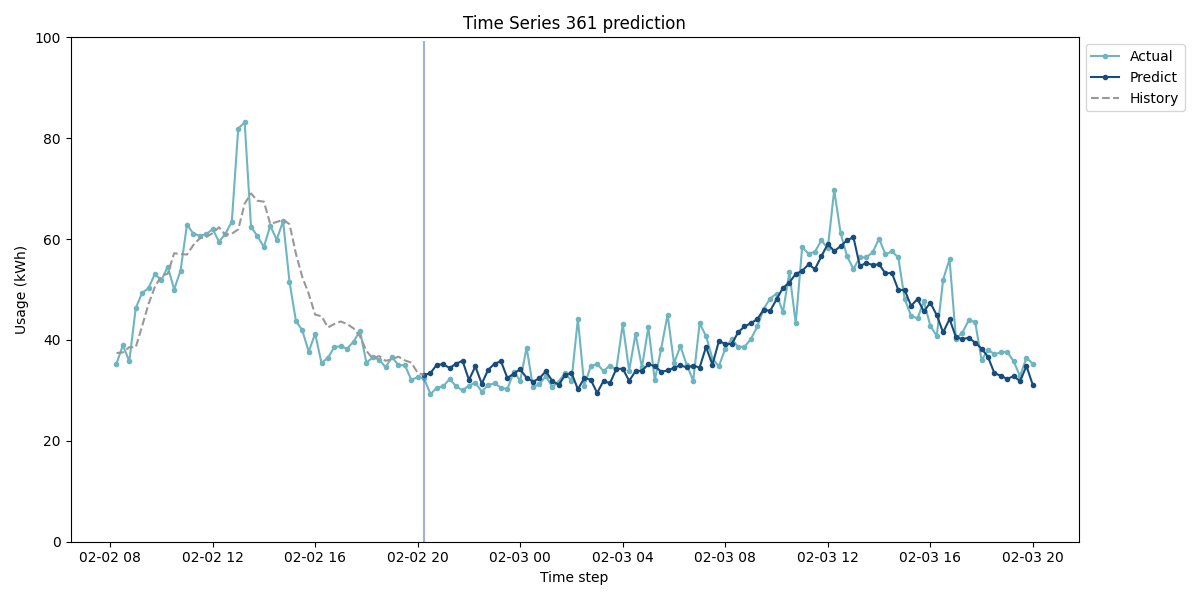 Time Series 361 prediction
100
80
60
40
20
0
Usage (kWh)
02-02 08
02-02 12
02-02 16
02-02 20
02-03 00
02-03 04
02-03 08
02-03 12
02-03 16
02-03 20
Time step
Actual
Predict
History